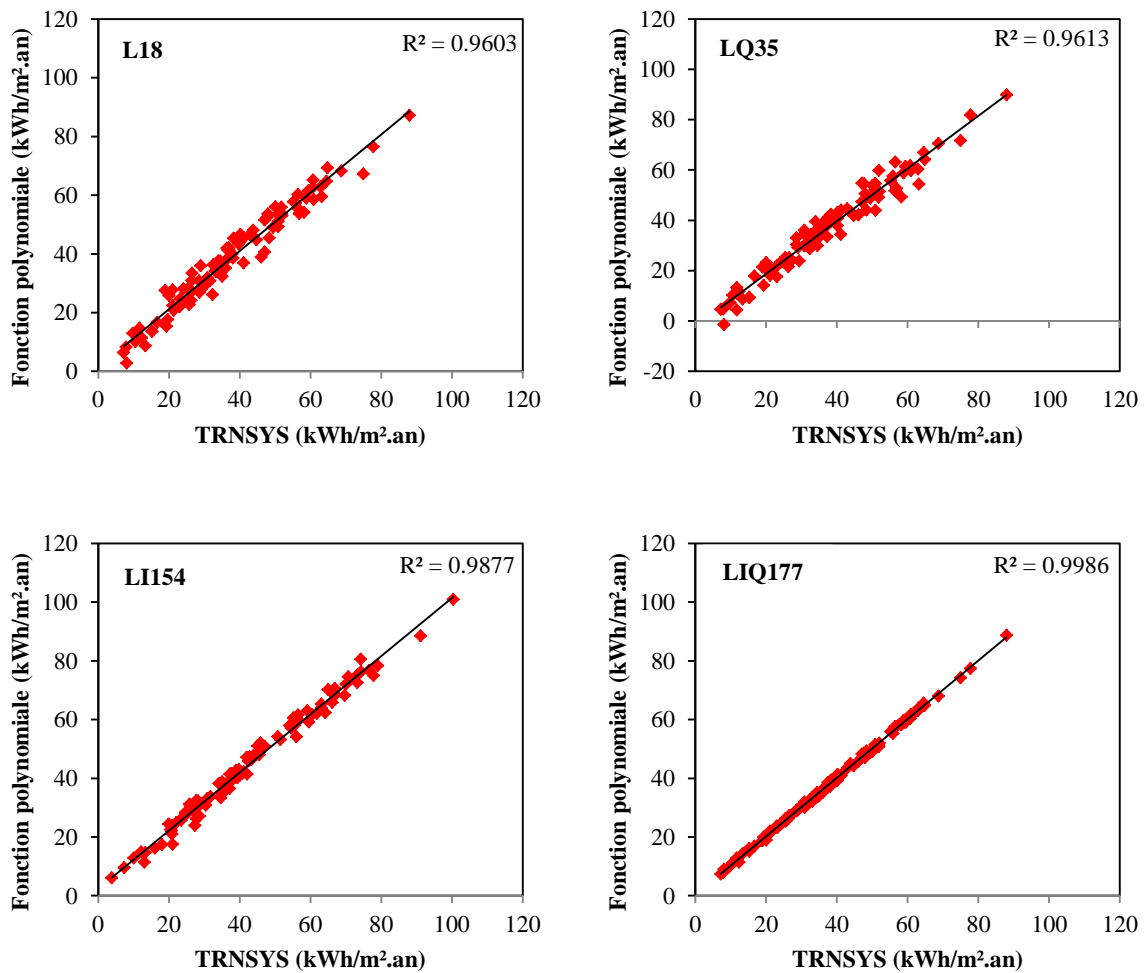 L18
R² = 0.9603
120
100
80
60
40
20
0
0 20 40 60 80 100 120
Fonction polynomiale (kWh/m².an)
TRNSYS (kWh/m².an)
LQ35
R² = 0.9613
120
100
80
60
40
20
0
-20
0 20 40 60 80 100 120
Fonction polynomiale (kWh/m².an)
TRNSYS (kWh/m².an)
LI154
R² = 0.9877
120
100
80
60
40
20
0
0 20 40 60 80 100 120
Fonction polynomiale (kWh/m².an)
TRNSYS (kWh/m².an)
LIQ177
R² = 0.9986
120
100
80
60
40
20
0
0 20 40 60 80 100 120
Fonction polynomiale (kWh/m².an)
TRNSYS (kWh/m².an)